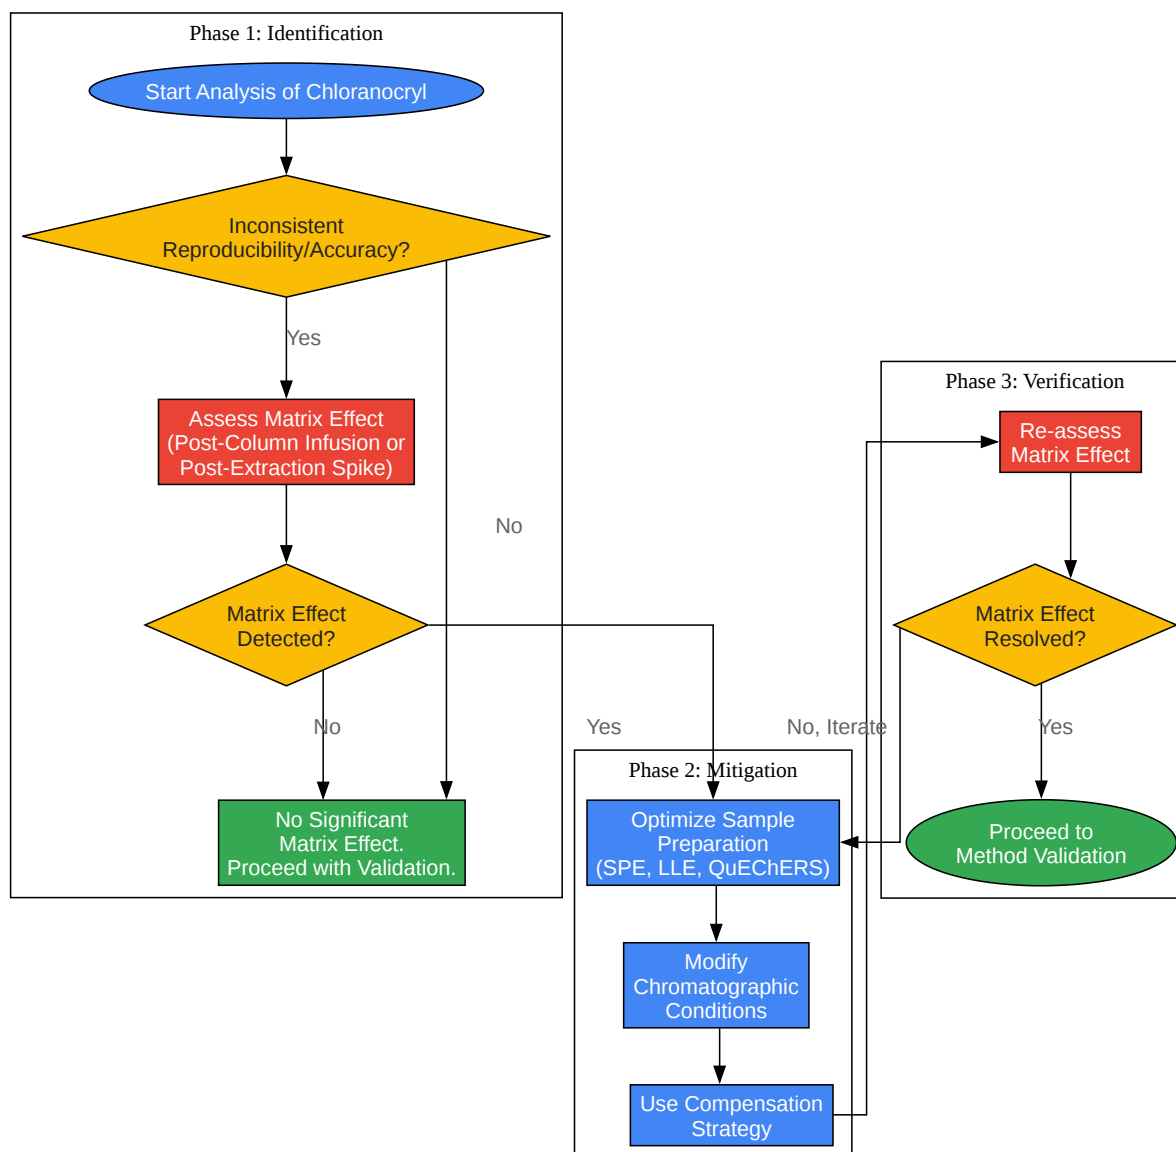 Phase 1: Identification
Start Analysis of Chloranocryl
Inconsistent
Reproducibility/Accuracy?
Yes
Assess Matrix Effect
(Post-Column Infusion or
Post-Extraction Spike)
No
Matrix Effect
Detected?
No
No Significant
Matrix Effect.
Proceed with Validation.
Yes
Phase 2: Mitigation
Optimize Sample
Preparation
(SPE, LLE, QuEChERS)
Modify
Chromatographic
Conditions
Use Compensation
Strategy
Phase 3: Verification
Re-assess
Matrix Effect
Matrix Effect
Resolved?
No, Iterate
Yes
Proceed to
Method Validation